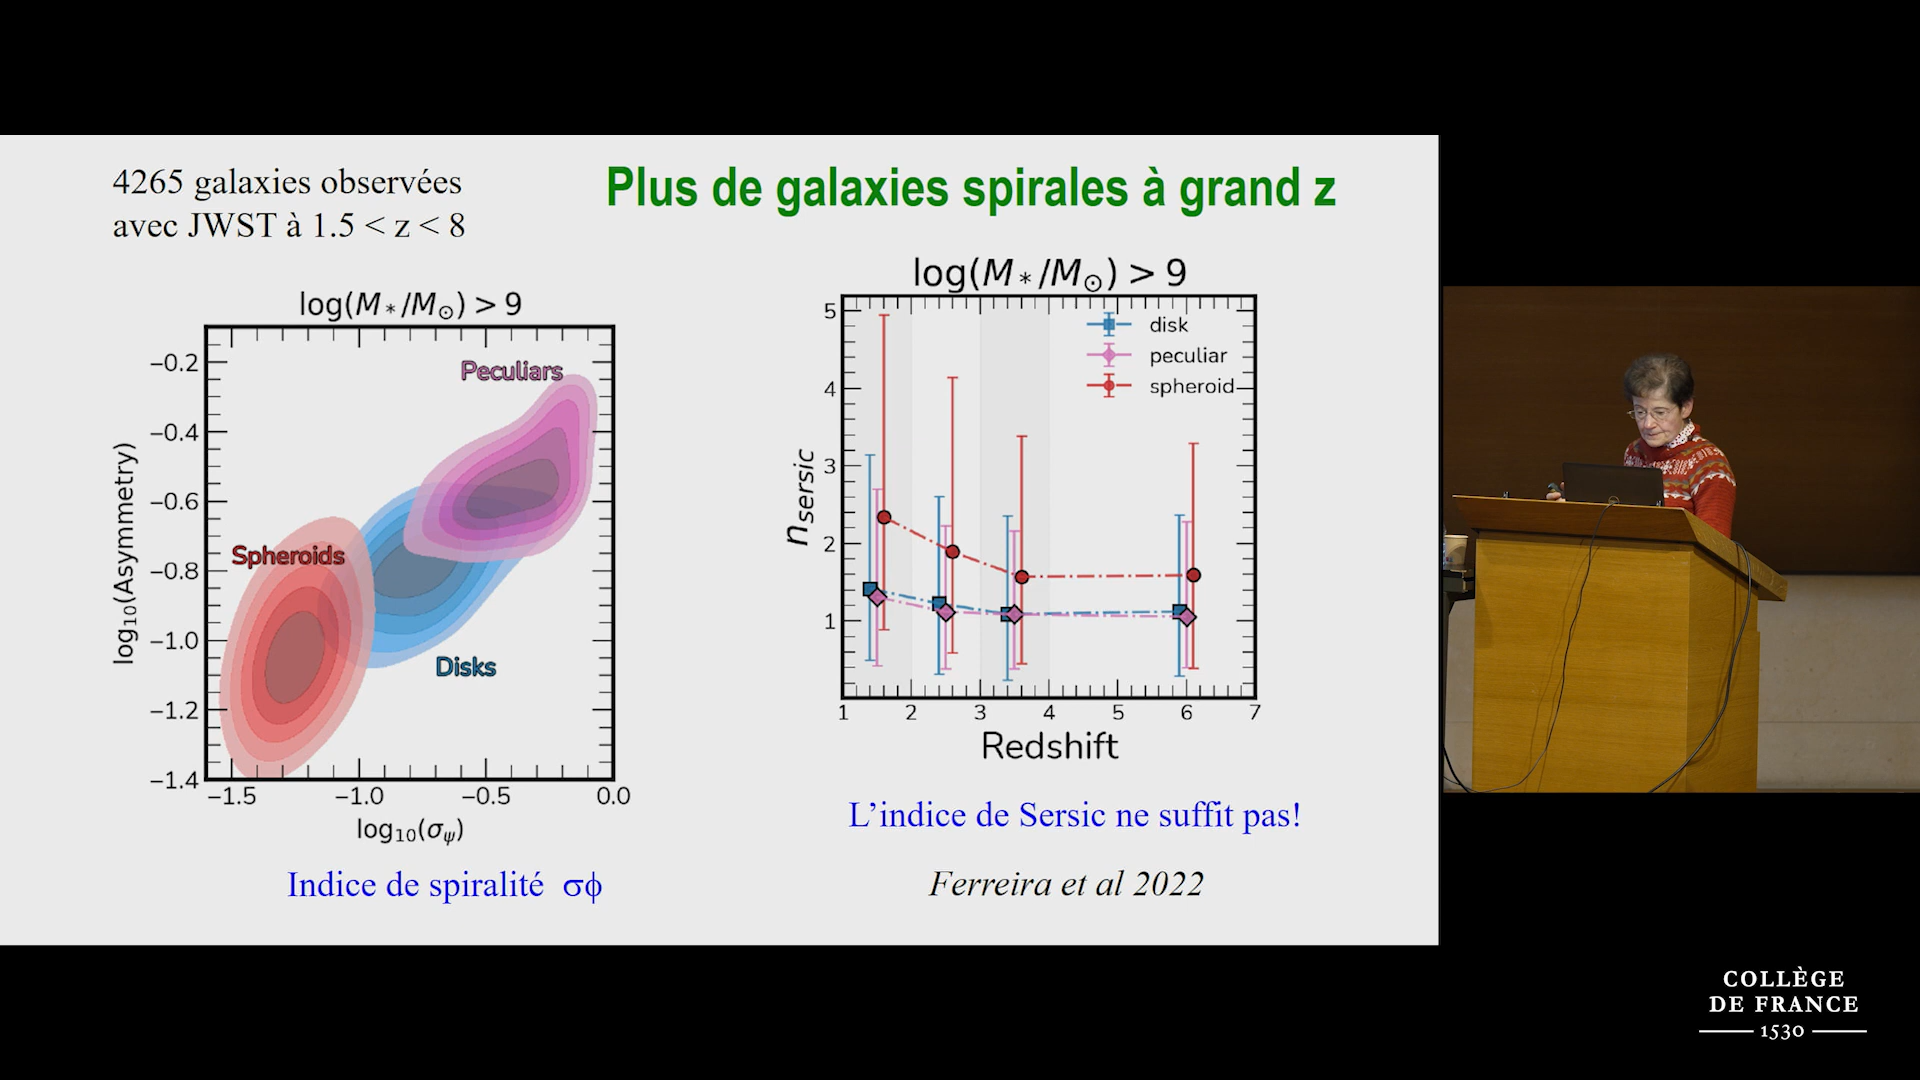 4265 galaxies observées
avec JWST à 1.5 < z < 8
Plus de galaxies spirales à grand z
log(M*/M☉) > 9
−0.2
−0.4
−0.6
−0.8
−1.0
−1.2
−1.4
log10(Asymmetry)
Peculiars
Spheroids
Disks
−1.5 −1.0 −0.5 0.0
log10(σψ)
Indice de spiralité σϕ
log(M*/M☉) > 9
5
4
3
2
1
nsersic
disk
peculiar
spheroid
1 2 3 4 5 6 7
Redshift
L’indice de Sersic ne suffit pas!
Ferreira et al 2022
COLLÈGE
DE FRANCE
1530